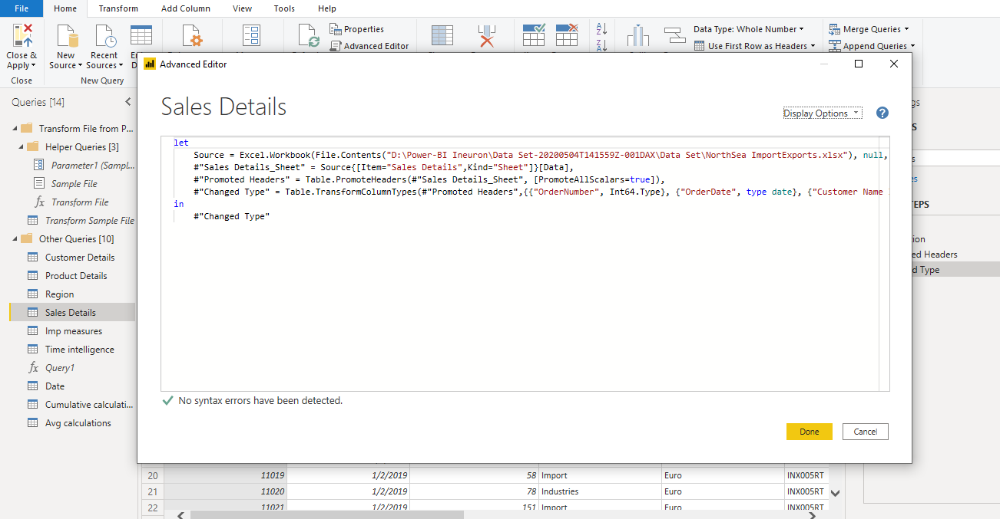 File Home Transform Add Column View Tools Help
Close & Apply
New Source
Recent Sources
Properties
Advanced Editor
Data Type: Whole Number
Use First Row as Headers
Merge Queries
Append Queries
Close
New Query
Queries [14]
Transform File from P...
Helper Queries [3]
Parameter1 (Sampl...
Sample File
fx Transform File
Transform Sample File
Other Queries [10]
Customer Details
Product Details
Region
Sales Details
Imp measures
Time intelligence
fx Query1
Date
Cumulative calculati...
Avg calculations
Advanced Editor
Sales Details
Display Options
?
let
Source = Excel.Workbook(File.Contents("D:\Power-BI Ineuron\Data Set-20200504T141559Z-001DAX\Data Set\NorthSea ImportExports.xlsx"), null,
#"Sales Details_Sheet" = Source{[Item="Sales Details",Kind="Sheet"]}[Data],
#"Promoted Headers" = Table.PromoteHeaders(#"Sales Details_Sheet", [PromoteAllScalars=true]),
#"Changed Type" = Table.TransformColumnTypes(#"Promoted Headers",{{"OrderNumber", Int64.Type}, {"OrderDate", type date}, {"Customer Name
in
#"Changed Type"
No syntax errors have been detected.
Done Cancel
Headers
Type
20 11019 1/2/2019 58 Import Euro INX005RT
21 11020 1/2/2019 78 Industries Euro INX005RT
22 11021 1/2/2019 151 Import Euro INX005RT